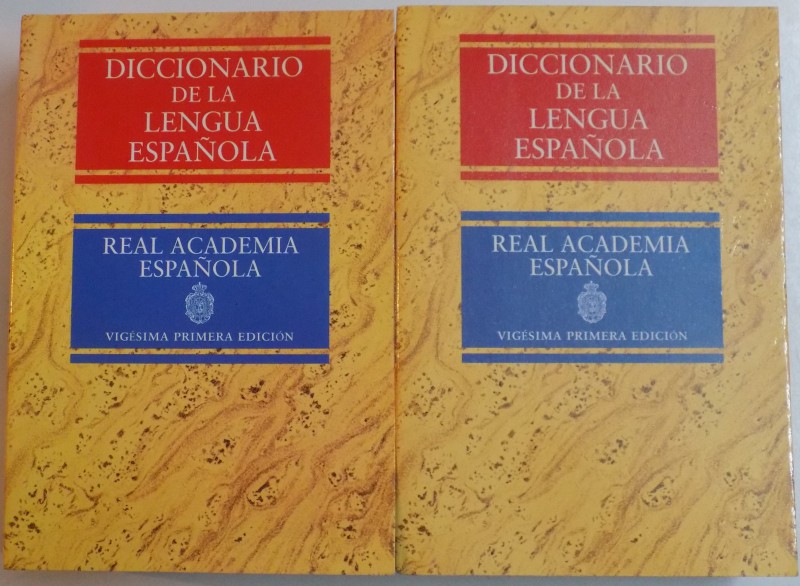 DICCIONARIO
DE LA
LENGUA
ESPAÑOLA
REAL ACADEMIA
ESPAÑOLA
VIGÉSIMA PRIMERA EDICIÓN
DICCIONARIO
DE LA
LENGUA
ESPAÑOLA
REAL ACADEMIA
ESPAÑOLA
VIGÉSIMA PRIMERA EDICIÓN